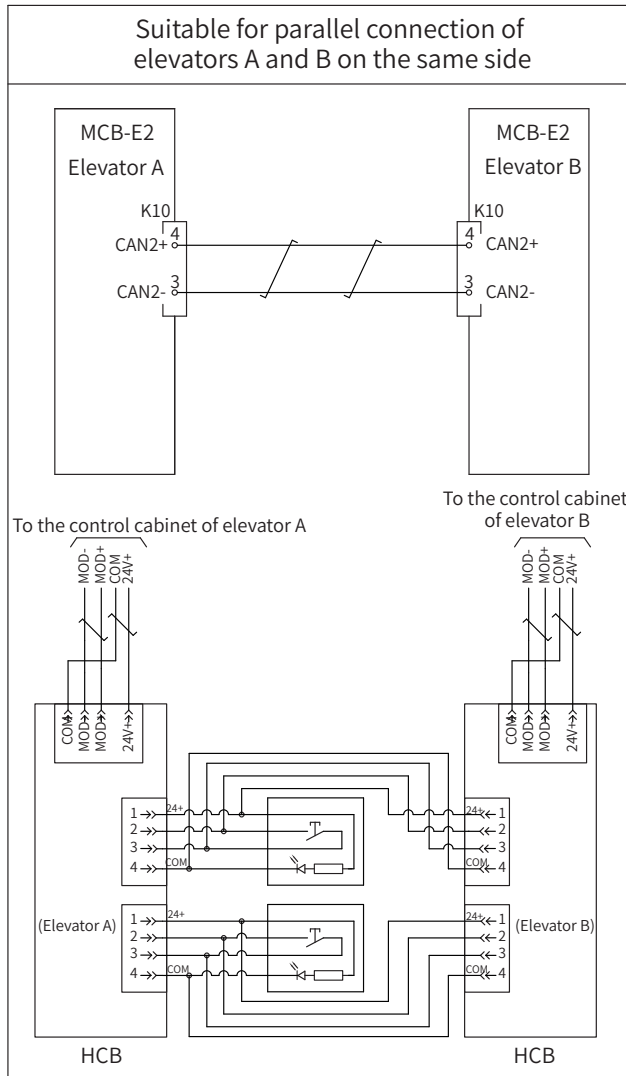 Suitable for parallel connection of
elevators A and B on the same side
MCB-E2
Elevator A
MCB-E2
Elevator B
K10
K10
4
CAN2+
4
CAN2+
3
CAN2-
3
CAN2-
To the control cabinet of elevator A
To the control cabinet
of elevator B
MOD-
MOD+
COM
24V+
MOD-
MOD+
COM
24V+
COM
MOD-
MOD+
24V+
COM
MOD-
MOD+
24V+
1
24+
2
3
4
COM
24+
1
2
3
COM
4
(Elevator A)
1
24+
2
3
4
COM
24+
1
2
3
COM
4
(Elevator B)
HCB
HCB